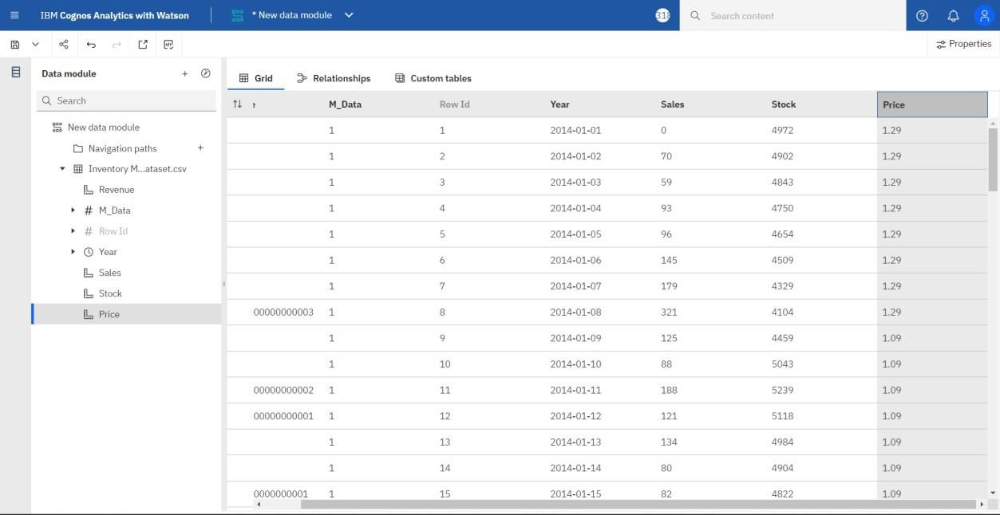 IBM Cognos Analytics with Watson
* New data module
Search content
Properties
Data module
Search
New data module
Navigation paths
Inventory M...ataset.csv
Revenue
# M_Data
# Row Id
Year
Sales
Stock
Price
Grid Relationships Custom tables
M_Data Row Id Year Sales Stock Price
1 1 2014-01-01 0 4972 1.29
1 2 2014-01-02 70 4902 1.29
1 3 2014-01-03 59 4843 1.29
1 4 2014-01-04 93 4750 1.29
1 5 2014-01-05 96 4654 1.29
1 6 2014-01-06 145 4509 1.29
1 7 2014-01-07 179 4329 1.29
00000000003 1 8 2014-01-08 321 4104 1.29
1 9 2014-01-09 125 4459 1.09
1 10 2014-01-10 88 5043 1.09
00000000002 1 11 2014-01-11 188 5239 1.09
00000000001 1 12 2014-01-12 121 5118 1.09
1 13 2014-01-13 134 4984 1.09
1 14 2014-01-14 80 4904 1.09
0000000001 1 15 2014-01-15 82 4822 1.09